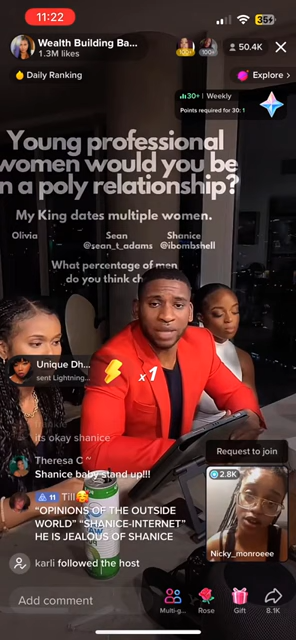 11:22
35
Wealth Building Ba...
1.3M likes
50.4K
Daily Ranking
Explore >
30+ | Weekly
Points required for 30: 1
Young professional
women would you be
n a poly relationship?
My King dates multiple women.
Olivia Sean Shanice
@sean_t_adams @ibombshell
What percentage of men
do you think ch
Unique Dh...
sent Lightning...
x1
its okay shanice
Theresa C
Shanice baby stand up!!!
11 Till
“OPINIONS OF THE OUTSIDE
WORLD” “SHANICE-INTERNET”
HE IS JEALOUS OF SHANICE
karli followed the host
Request to join
2.8K
Nicky_monroeee
Add comment
Multi-g...
Rose
Gift
8.1K